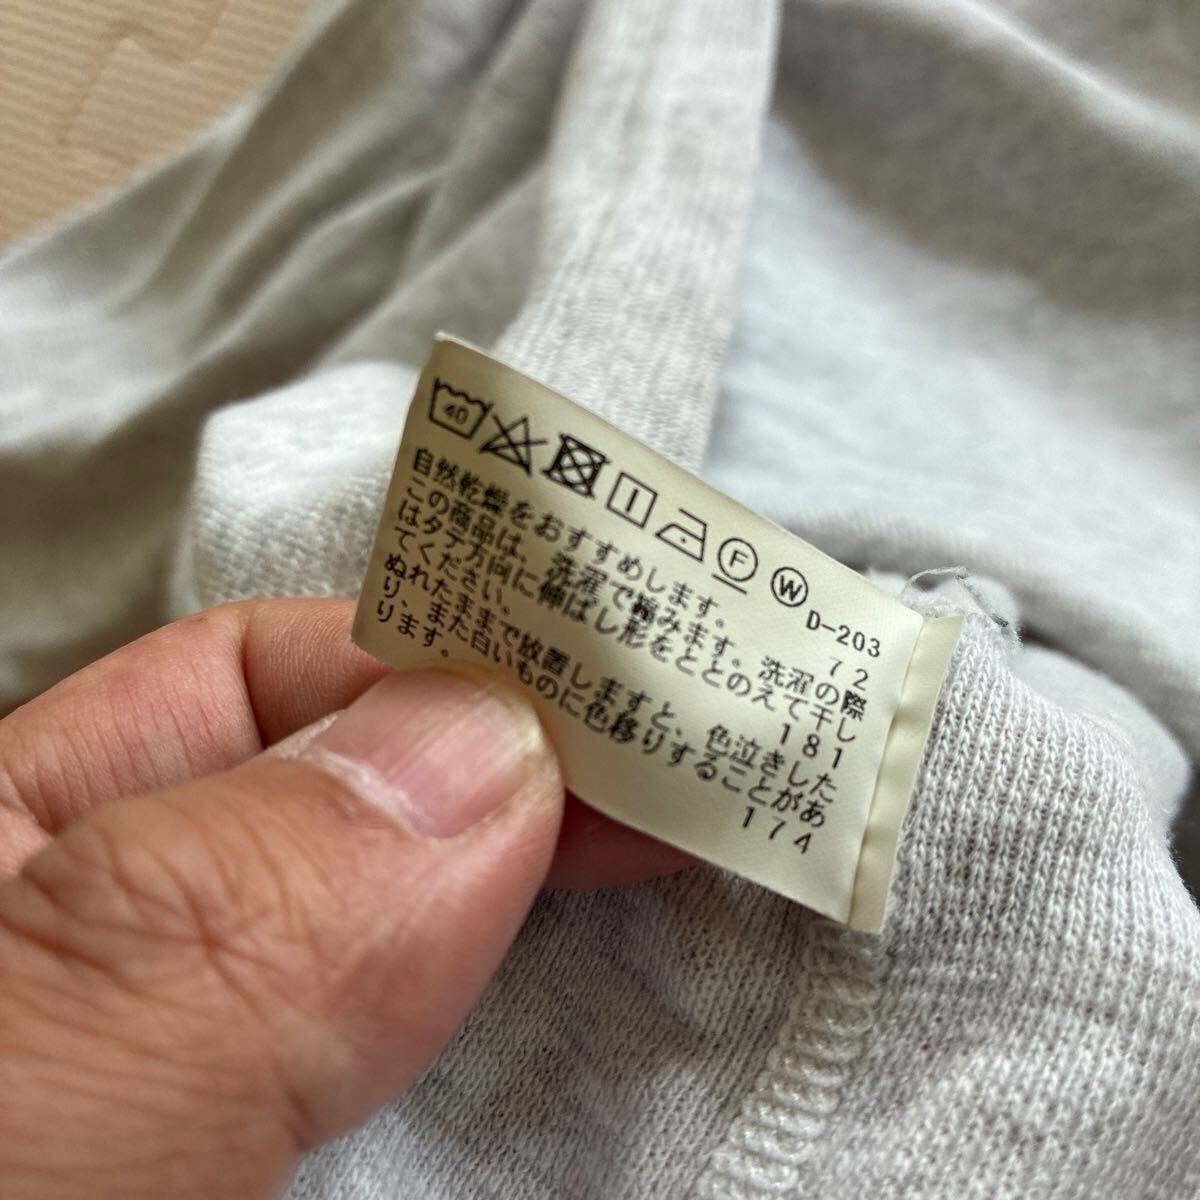 40 F W D-203
自然乾燥をおすすめします。 72
この商品は、洗濯で縮みます。洗濯の際
はタテ方向に伸ばし形をととのえて干し
てください。 181
ぬれたままで放置しますと、色泣きした
り、また白いものに色移りすることがあ
ります。 174